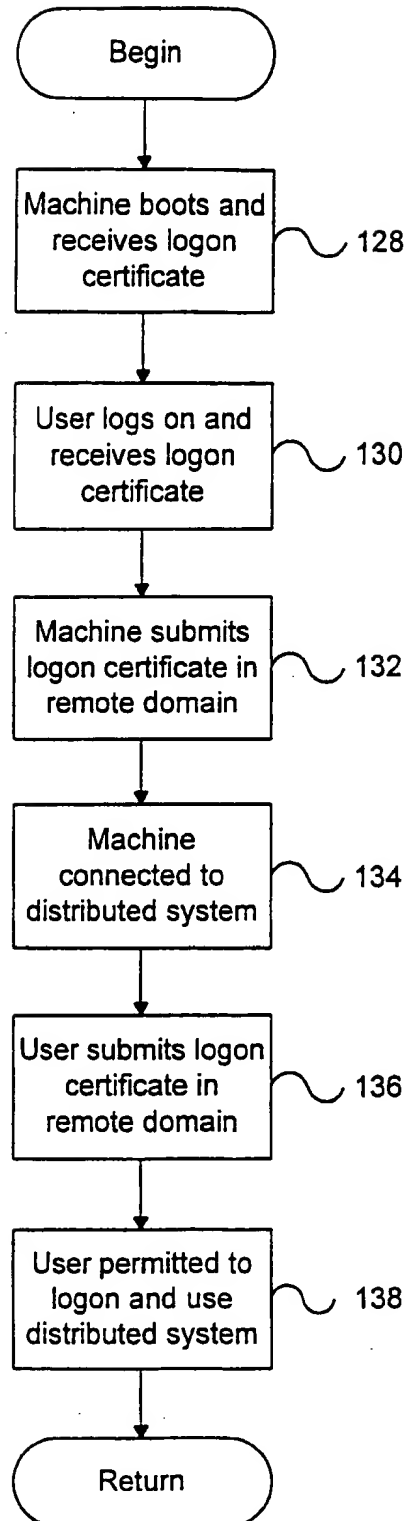 Begin
Machine boots and
receives logon
certificate
128
User logs on and
receives logon
certificate
130
Machine submits
logon certificate in
remote domain
132
Machine
connected to
distributed system
134
User submits logon
certificate in
remote domain
136
User permitted to
logon and use
distributed system
138
Return